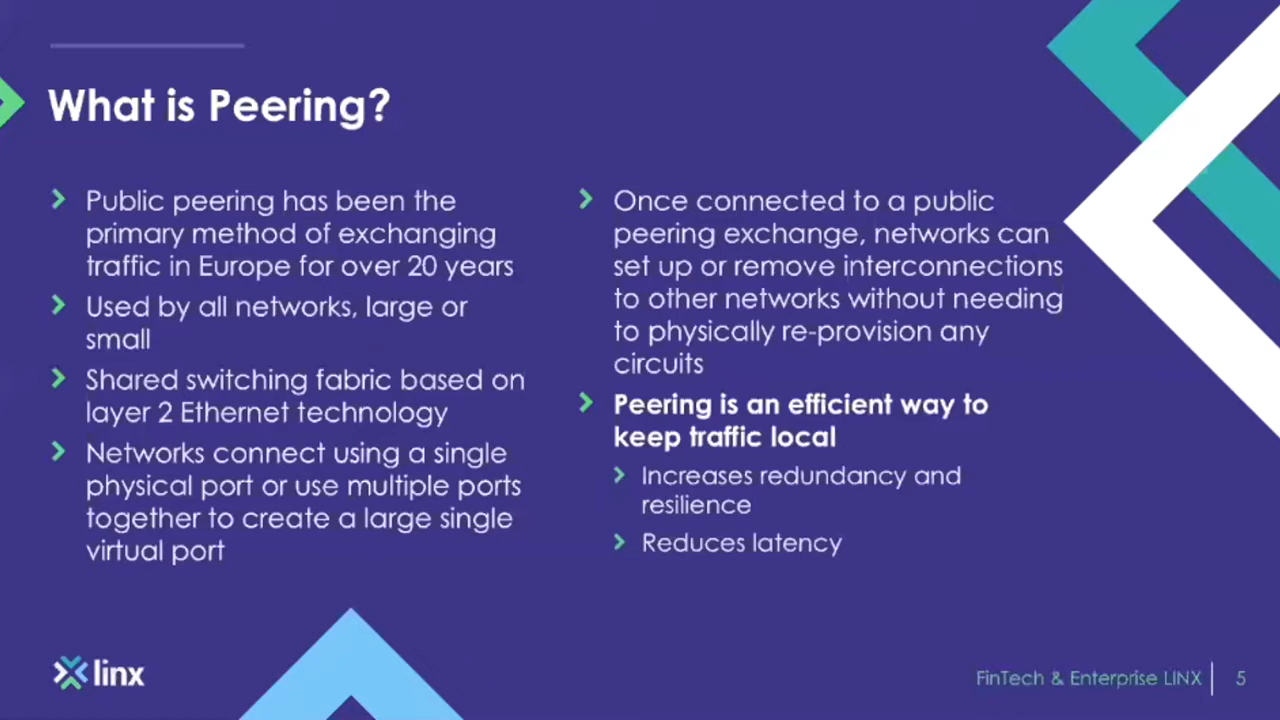 What is Peering?
Public peering has been the
primary method of exchanging
traffic in Europe for over 20 years
Used by all networks, large or
small
Shared switching fabric based on
layer 2 Ethernet technology
Networks connect using a single
physical port or use multiple ports
together to create a large single
virtual port
Once connected to a public
peering exchange, networks can
set up or remove interconnections
to other networks without needing
to physically re-provision any
circuits
Peering is an efficient way to
keep traffic local
Increases redundancy and
resilience
Reduces latency
linx
FinTech & Enterprise LINX | 5